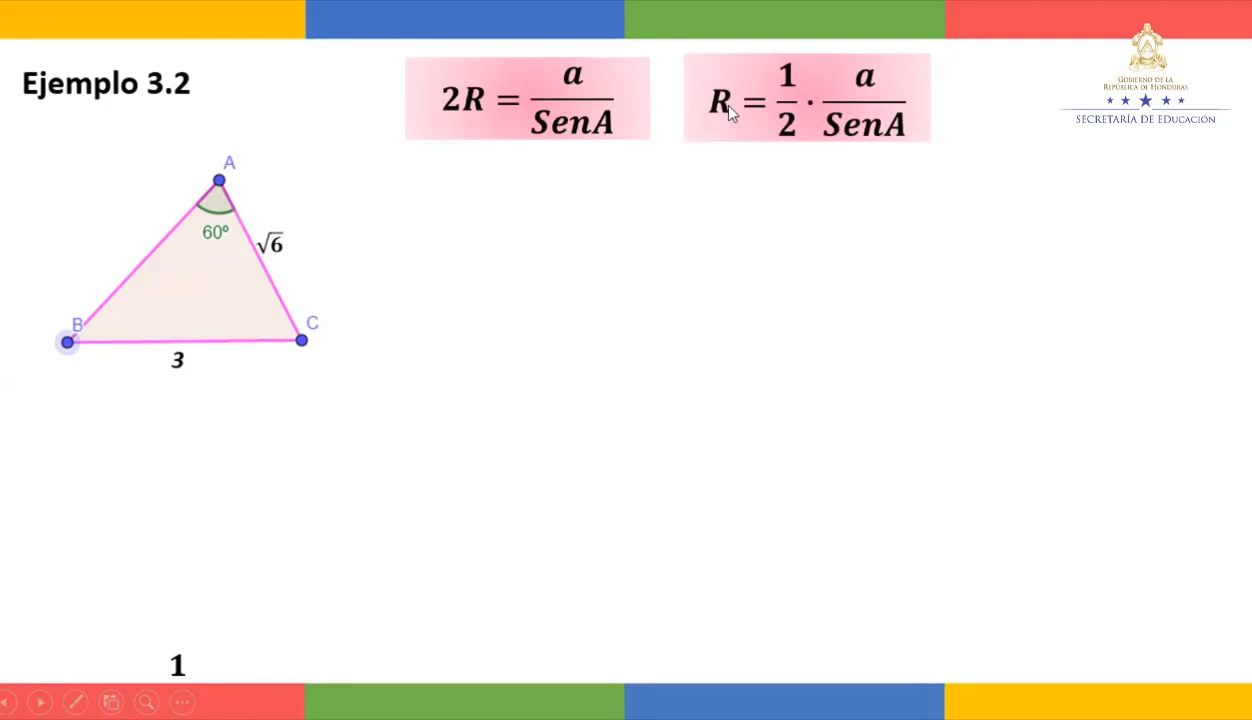 Ejemplo 3.2
2R = a / SenA
R = 1/2 · a / SenA
GOBIERNO DE LA
REPÚBLICA DE HONDURAS
SECRETARÍA DE EDUCACIÓN
A
60º
√6
B
C
3
1